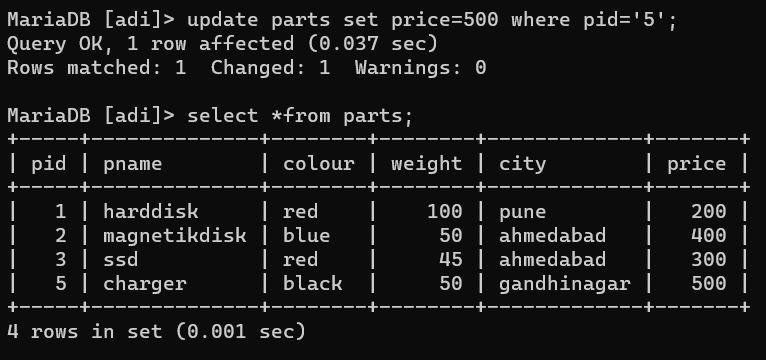 MariaDB [adi]> update parts set price=500 where pid='5';
Query OK, 1 row affected (0.037 sec)
Rows matched: 1  Changed: 1  Warnings: 0

MariaDB [adi]> select *from parts;
+-----+--------------+--------+--------+-------------+-------+
| pid | pname        | colour | weight | city        | price |
+-----+--------------+--------+--------+-------------+-------+
|   1 | harddisk     | red    |    100 | pune        |   200 |
|   2 | magnetikdisk | blue   |     50 | ahmedabad   |   400 |
|   3 | ssd          | red    |     45 | ahmedabad   |   300 |
|   5 | charger      | black  |     50 | gandhinagar |   500 |
+-----+--------------+--------+--------+-------------+-------+
4 rows in set (0.001 sec)